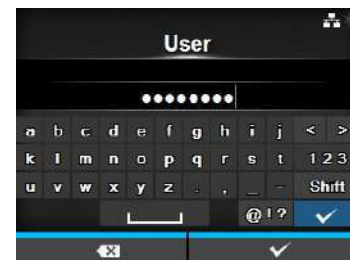 User
••••••••
a b c d e f g h i j < >
k l m n o p q r s t 123
u v w x y z . , _ - Shift
@!?